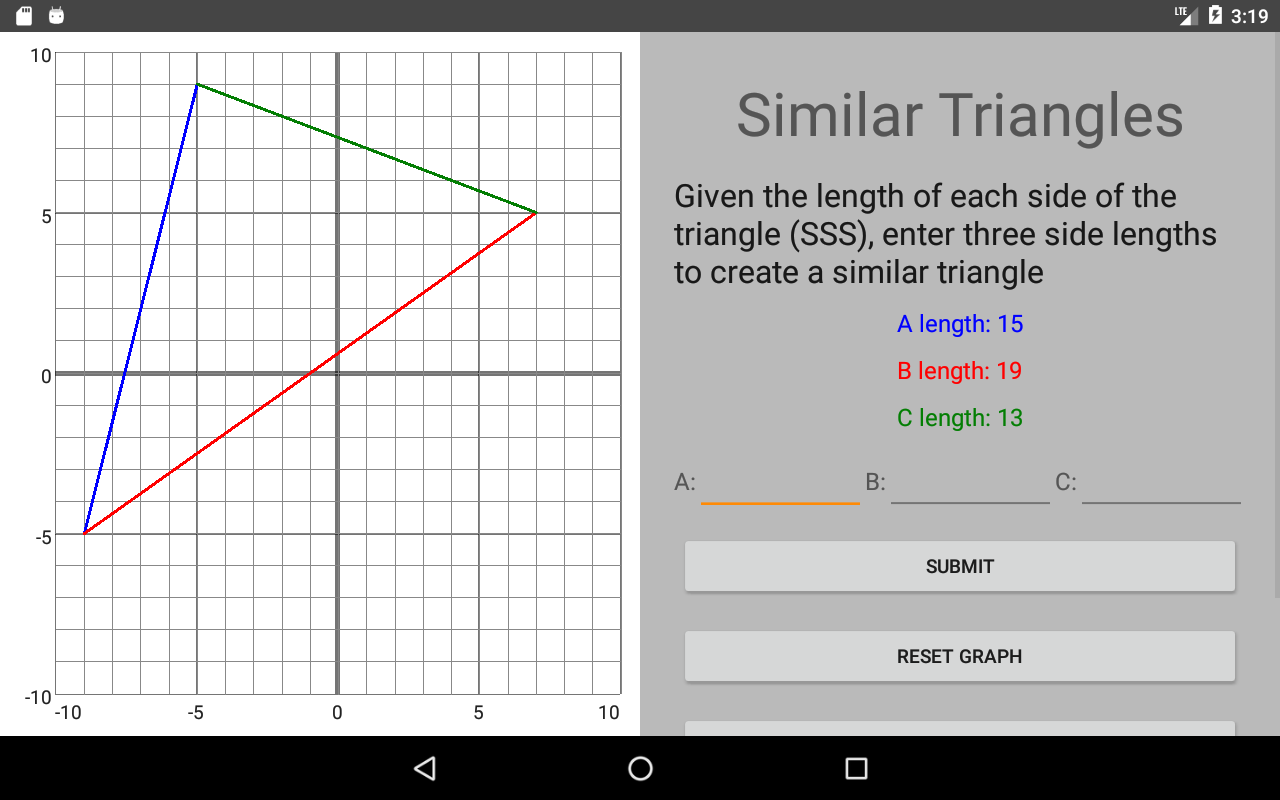 LTE 3:19
10
5
0
-5
-10
-10 -5 0 5 10
Similar Triangles
Given the length of each side of the
triangle (SSS), enter three side lengths
to create a similar triangle
A length: 15
B length: 19
C length: 13
A: B: C:
SUBMIT
RESET GRAPH